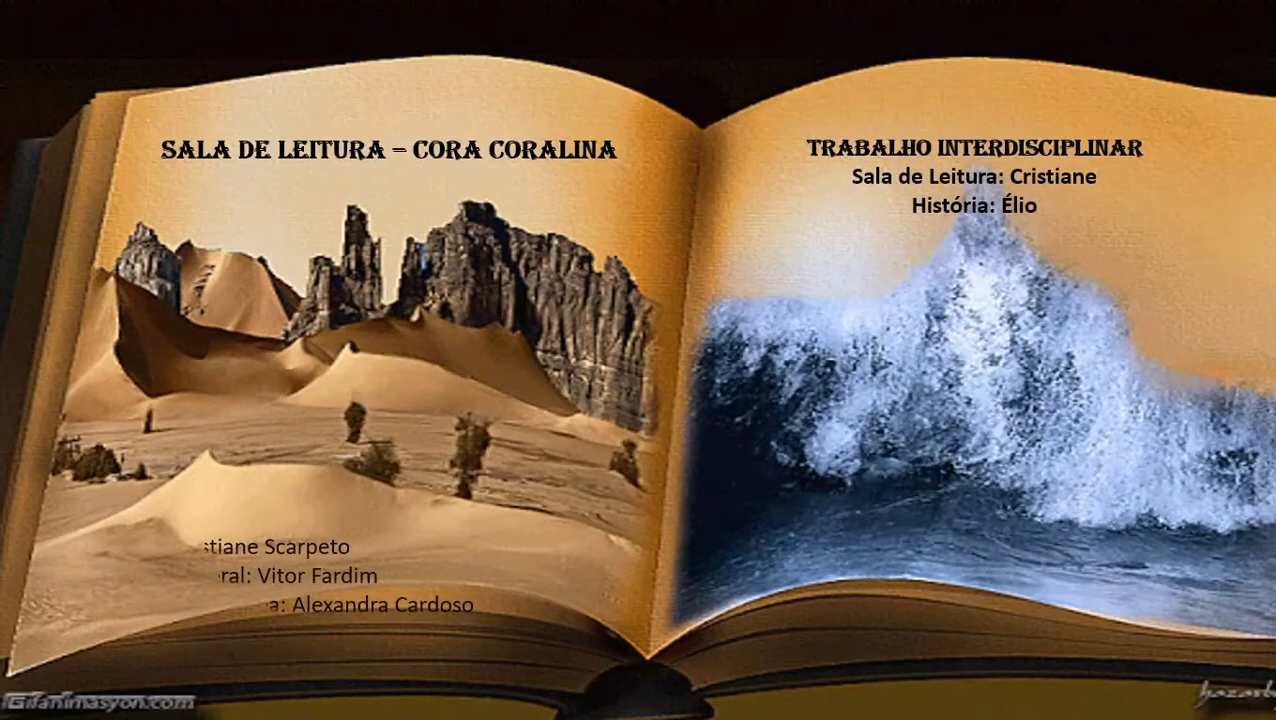 SALA DE LEITURA – CORA CORALINA
stiane Scarpeto
ral: Vitor Fardim
a: Alexandra Cardoso
TRABALHO INTERDISCIPLINAR
Sala de Leitura: Cristiane
História: Élio
Gifanimasyon.com